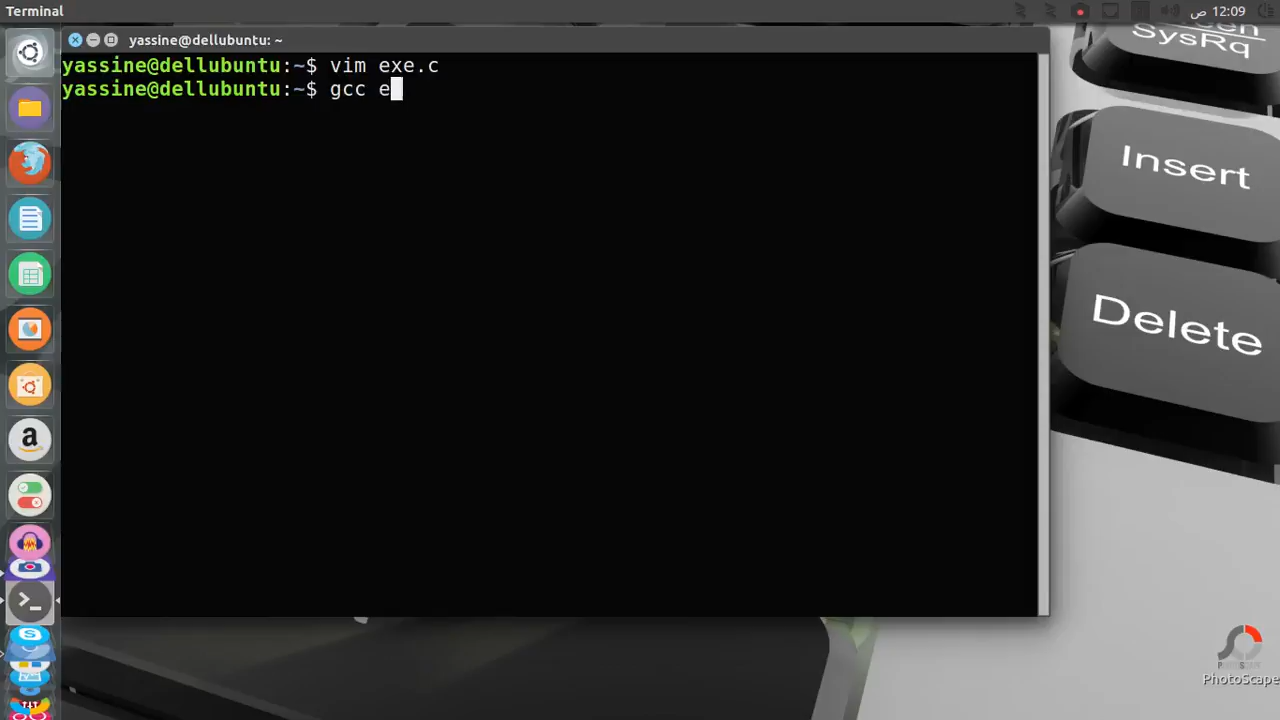 Terminal
12:09 ص
yassine@dellubuntu: ~
yassine@dellubuntu:~$ vim exe.c
yassine@dellubuntu:~$ gcc e
SysRq
Insert
Delete
PhotoScape